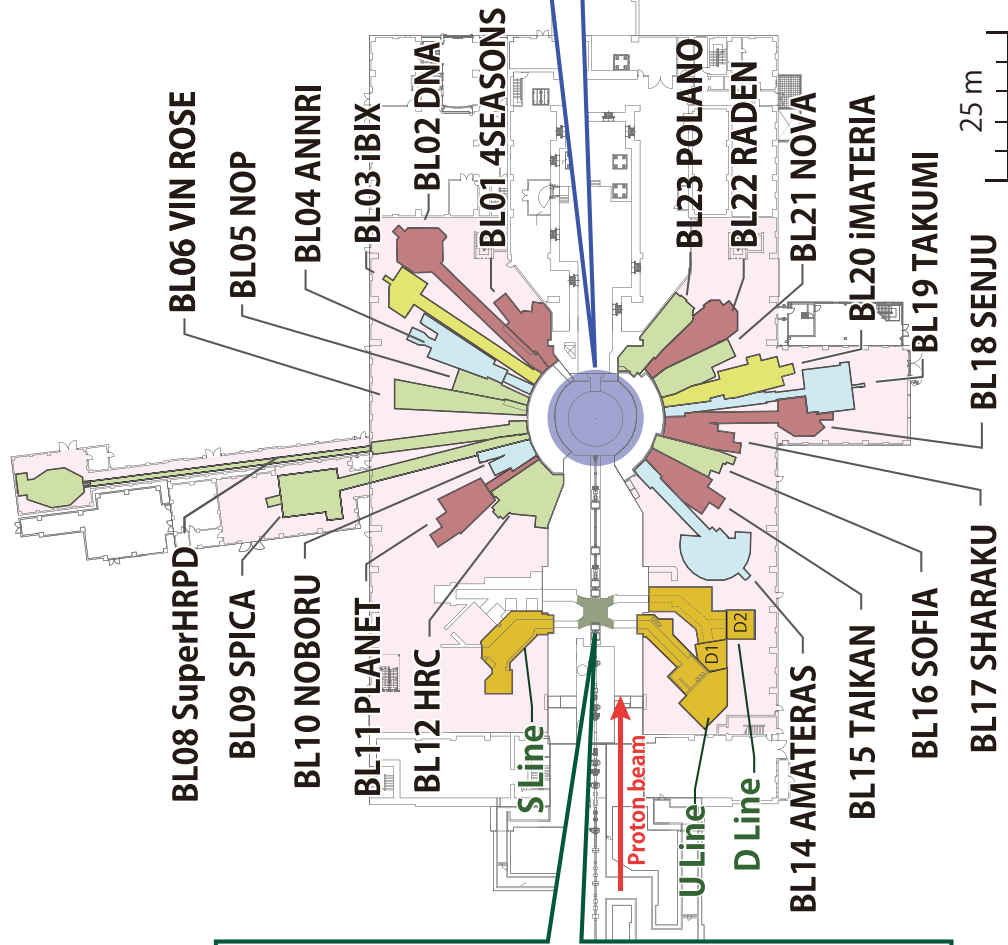 BL06 VIN ROSE
BL05 NOP
BL04 ANNRI
BL03 iBIX
BL02 DNA
BL01 4SEASONS
BL23 POLANO
BL22 RADEN
BL21 NOVA
BL20 iMATERIA
BL19 TAKUMI
BL18 SENJU
25 m
BL08 SuperHRPD
BL09 SPICA
BL10 NOBORU
BL11 PLANET
BL12 HRC
S Line
Proton beam
U Line
D Line
D1
D2
BL14 AMATERAS
BL15 TAIKAN
BL16 SOFIA
BL17 SHARAKU